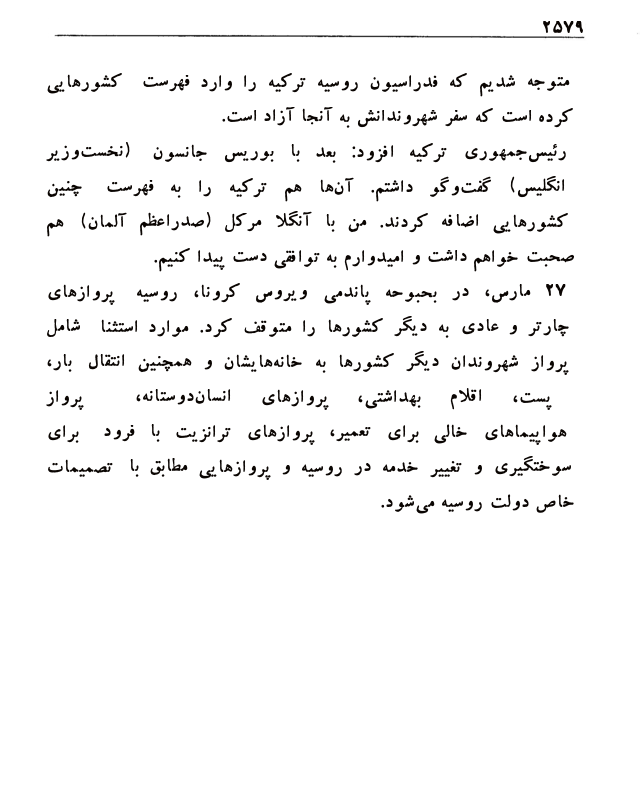 ۲۵۷۹
متوجه شدیم که فدراسیون روسیه ترکیه را وارد فهرست کشورهایی
کرده است که سفر شهروندانش به آنجا آزاد است.
رئیس‌جمهوری ترکیه افزود: بعد با بوریس جانسون (نخست‌وزیر
انگلیس) گفت‌وگو داشتم. آن‌ها هم ترکیه را به فهرست چنین
کشورهایی اضافه کردند. من با آنگلا مرکل (صدراعظم آلمان) هم
صحبت خواهم داشت و امیدوارم به توافقی دست پیدا کنیم.
۲۷ مارس، در بحبوحه پاندمی ویروس کرونا، روسیه پروازهای
چارتر و عادی به دیگر کشورها را متوقف کرد. موارد استثنا شامل
پرواز شهروندان دیگر کشورها به خانه‌هایشان و همچنین انتقال بار،
پست، اقلام بهداشتی، پروازهای انسان‌دوستانه، پرواز
هواپیماهای خالی برای تعمیر، پروازهای ترانزیت با فرود برای
سوختگیری و تغییر خدمه در روسیه و پروازهایی مطابق با تصمیمات
خاص دولت روسیه می‌شود.